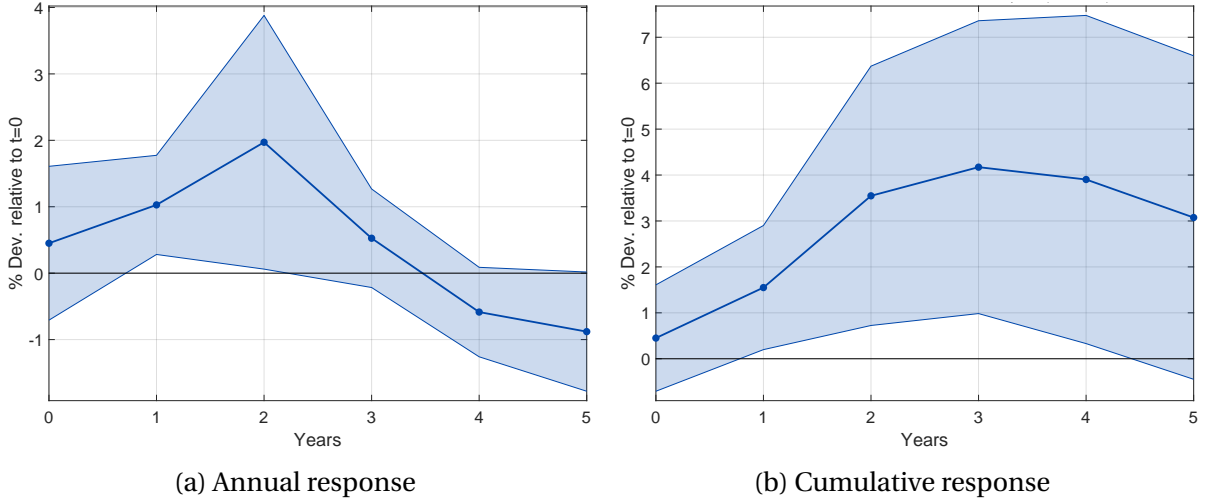 4
3
2
1
0
-1
% Dev. relative to t=0
0 1 2 3 4 5
Years
(a) Annual response
7
6
5
4
3
2
1
0
% Dev. relative to t=0
0 1 2 3 4 5
Years
(b) Cumulative response